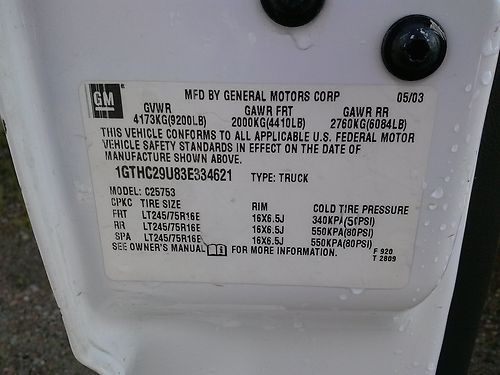 GM
MFD BY GENERAL MOTORS CORP 05/03
GVWR GAWR FRT GAWR RR
4173KG(9200LB) 2000KG(4410LB) 2760KG(6084LB)
THIS VEHICLE CONFORMS TO ALL APPLICABLE U.S. FEDERAL MOTOR
VEHICLE SAFETY STANDARDS IN EFFECT ON THE DATE OF
MANUFACTURE SHOWN ABOVE.
1GTHC29U83E334621 TYPE: TRUCK
MODEL: C25753
CPKC TIRE SIZE RIM COLD TIRE PRESSURE
FRT LT245/75R16E 16X6.5J 340KPA(50PSI)
RR LT245/75R16E 16X6.5J 550KPA(80PSI)
SPA LT245/75R16E 16X6.5J 550KPA(80PSI)
SEE OWNER'S MANUAL FOR MORE INFORMATION.
F 920
T 2809